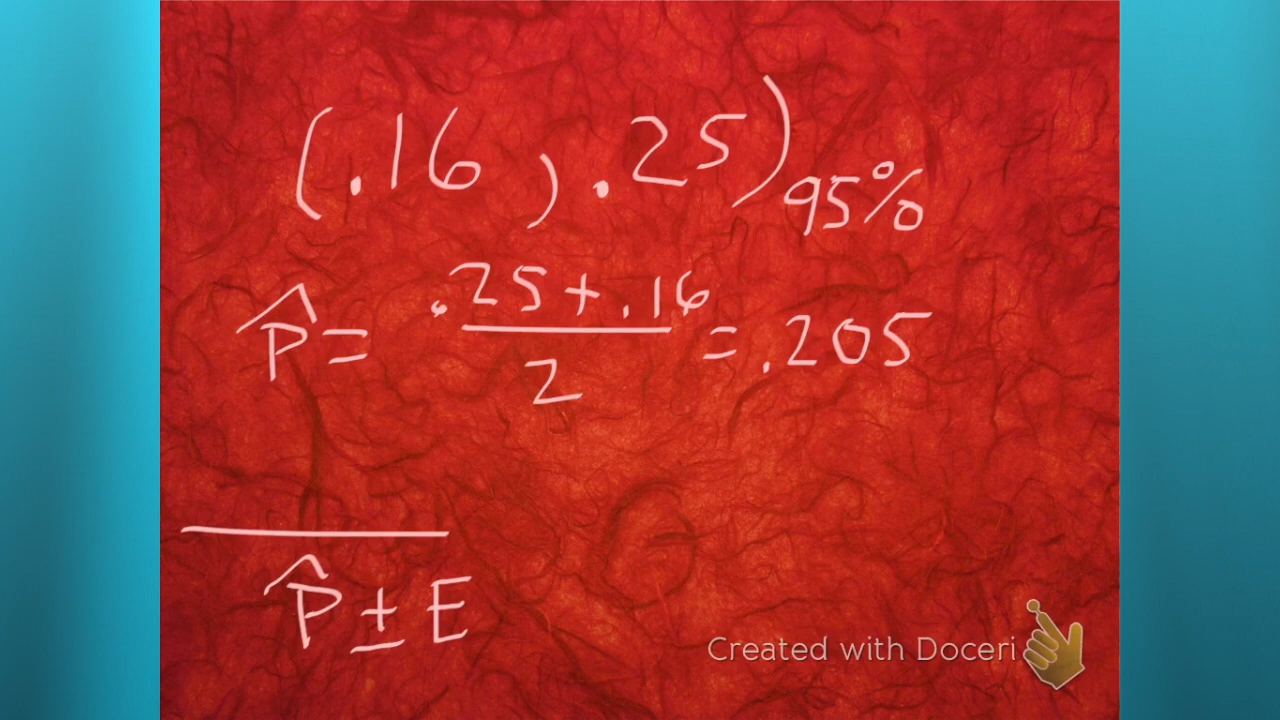 (.16 , .25)95%
p̂ = .25 + .16 / 2 = .205
p̂ ± E
Created with Doceri